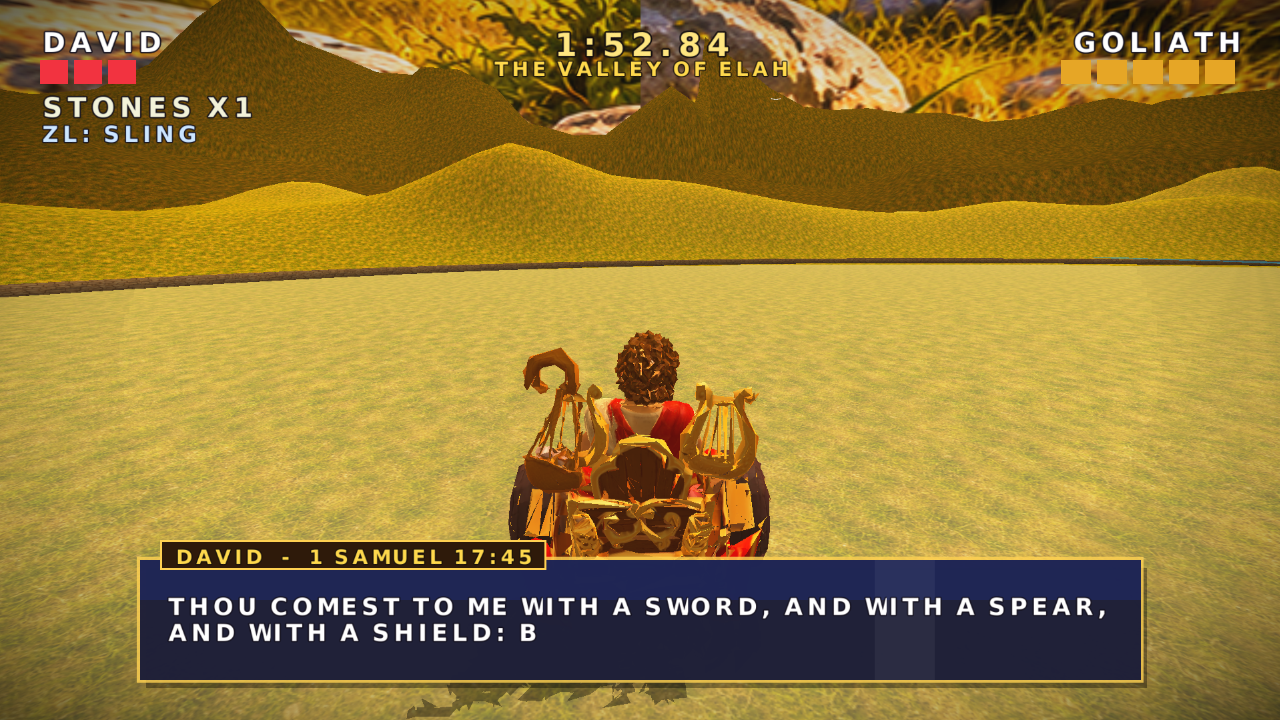 DAVID
1:52.84
GOLIATH
THE VALLEY OF ELAH
STONES X1
ZL: SLING
DAVID - 1 SAMUEL 17:45
THOU COMEST TO ME WITH A SWORD, AND WITH A SPEAR,
AND WITH A SHIELD: B